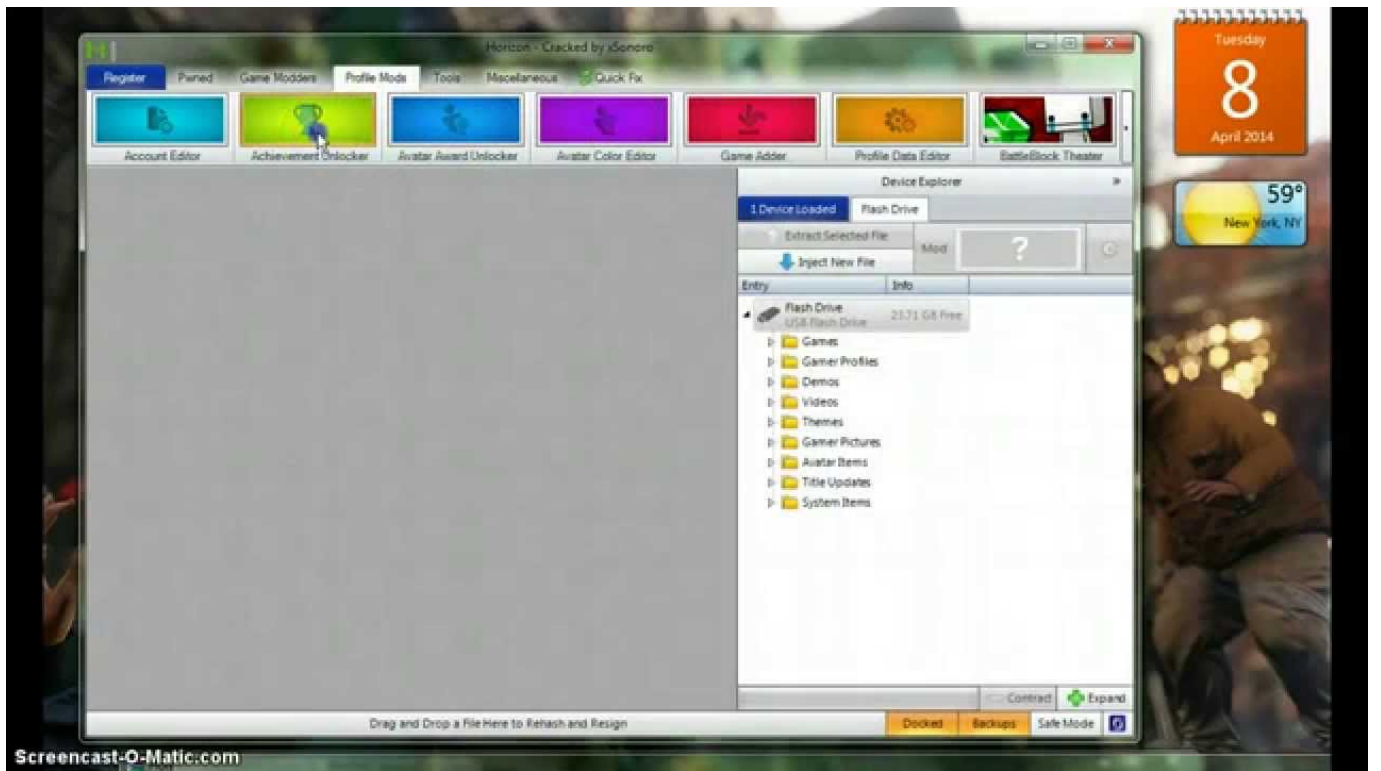 Horizon - Cracked by xSonoro
Register Pwned Game Modders Profile Mods Tools Miscellaneous Quick Fix
Account Editor Achievement Unlocker Avatar Award Unlocker Avatar Color Editor Game Adder Profile Data Editor BattleBlock Theater
Device Explorer »
1 Device Loaded Flash Drive
Extract Selected File
Mod ?
Inject New File
Entry Info
Flash Drive
USB Flash Drive 23.71 GB Free
Games
Gamer Profiles
Demos
Videos
Themes
Gamer Pictures
Avatar Items
Title Updates
System Items
Contract Expand
Drag and Drop a File Here to Rehash and Resign Docked Backups Safe Mode
Tuesday
8
April 2014
59°
New York, NY
Screencast-O-Matic.com